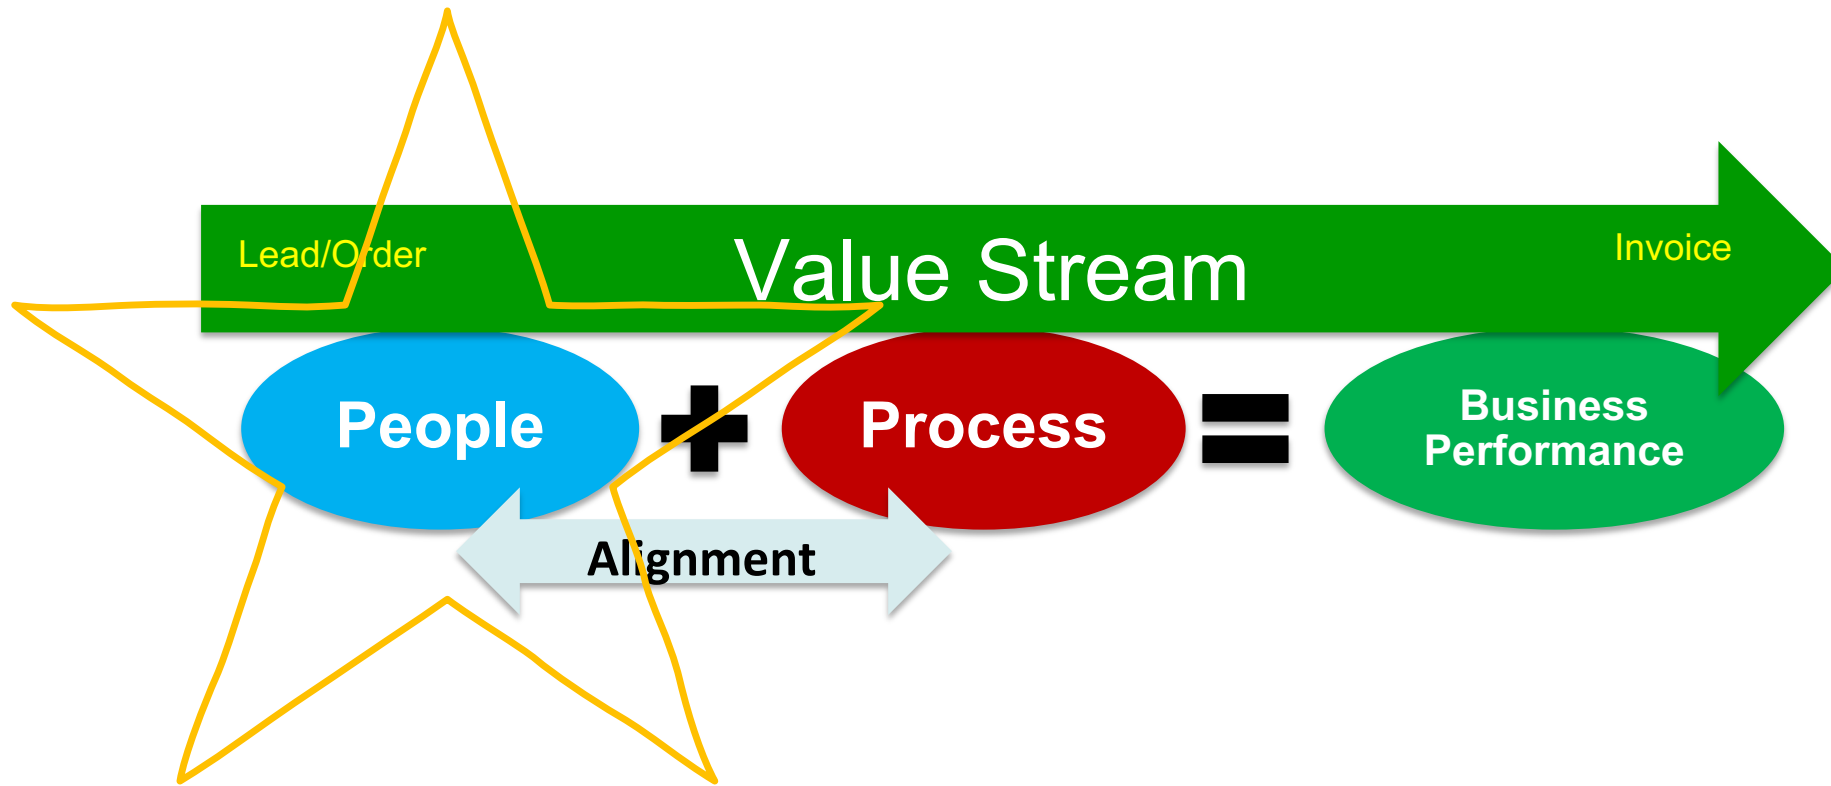 Lead/Order
Value Stream
Invoice
People
Process
Business
Performance
Alignment